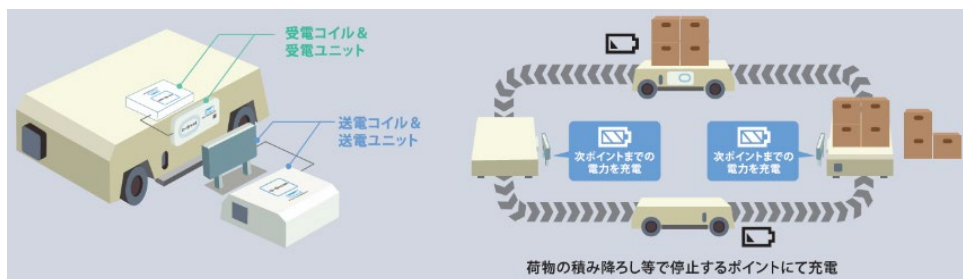 受電コイル＆
受電ユニット
送電コイル＆
送電ユニット
次ポイントまでの
電力を充電
次ポイントまでの
電力を充電
荷物の積み降ろし等で停止するポイントにて充電